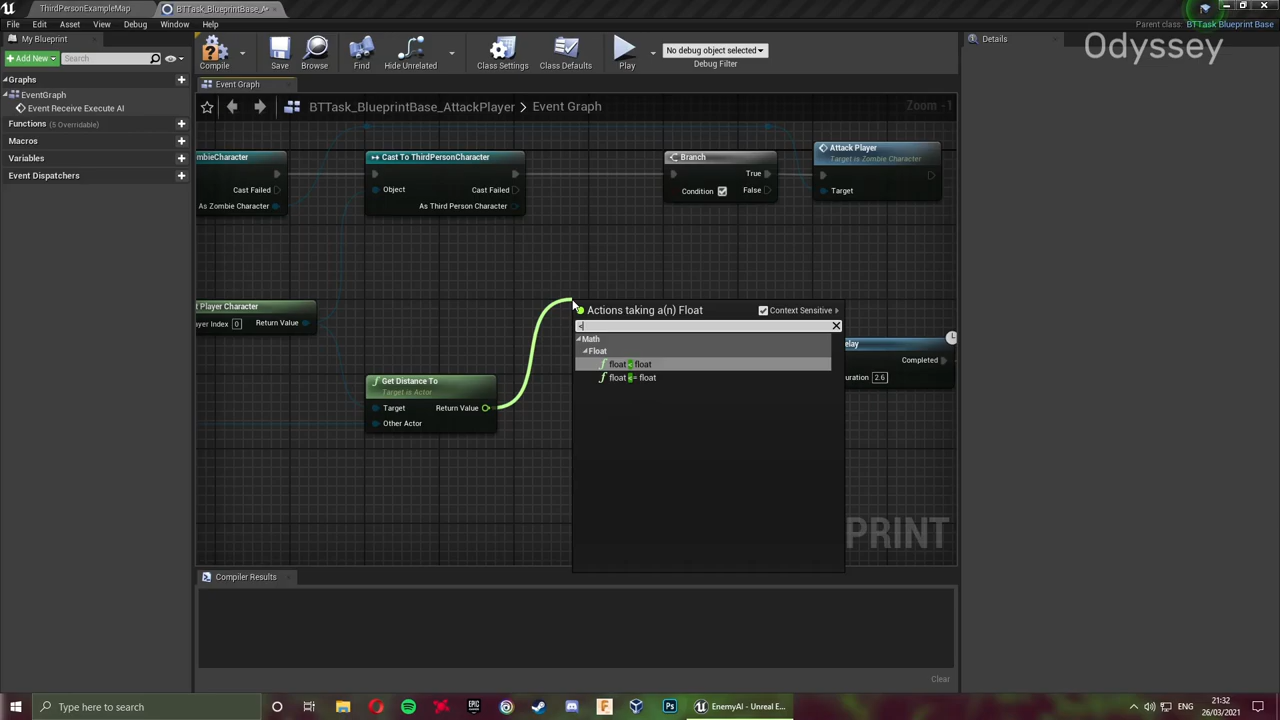 ThirdPersonExampleMap
BTTask_BlueprintBase_A
File Edit Asset View Debug Window Help
Parent class: BTTask Blueprint Base
My Blueprint
Details
Odyssey
+ Add New Search
Compile Save Browse Find Hide Unrelated Class Settings Class Defaults Play
No debug object selected
Debug Filter
Graphs
EventGraph
Event Receive Execute AI
Functions (5 Overridable)
Macros
Variables
Event Dispatchers
Event Graph
BTTask_BlueprintBase_AttackPlayer > Event Graph
Zoom -1
mbieCharacter
Cast Failed
As Zombie Character
Cast To ThirdPersonCharacter
Object Cast Failed
As Third Person Character
Branch
True
Condition False
Attack Player
Target is Zombie Character
Target
t Player Character
ayer Index 0 Return Value
Get Distance To
Target is Actor
Target Return Value
Other Actor
Actions taking a(n) Float
Context Sensitive
<
Math
Float
float < float
float <= float
elay
Completed
uration 2.6
PRINT
Compiler Results
Clear
Type here to search
EnemyAI - Unreal E...
ENG
21:32
26/03/2021